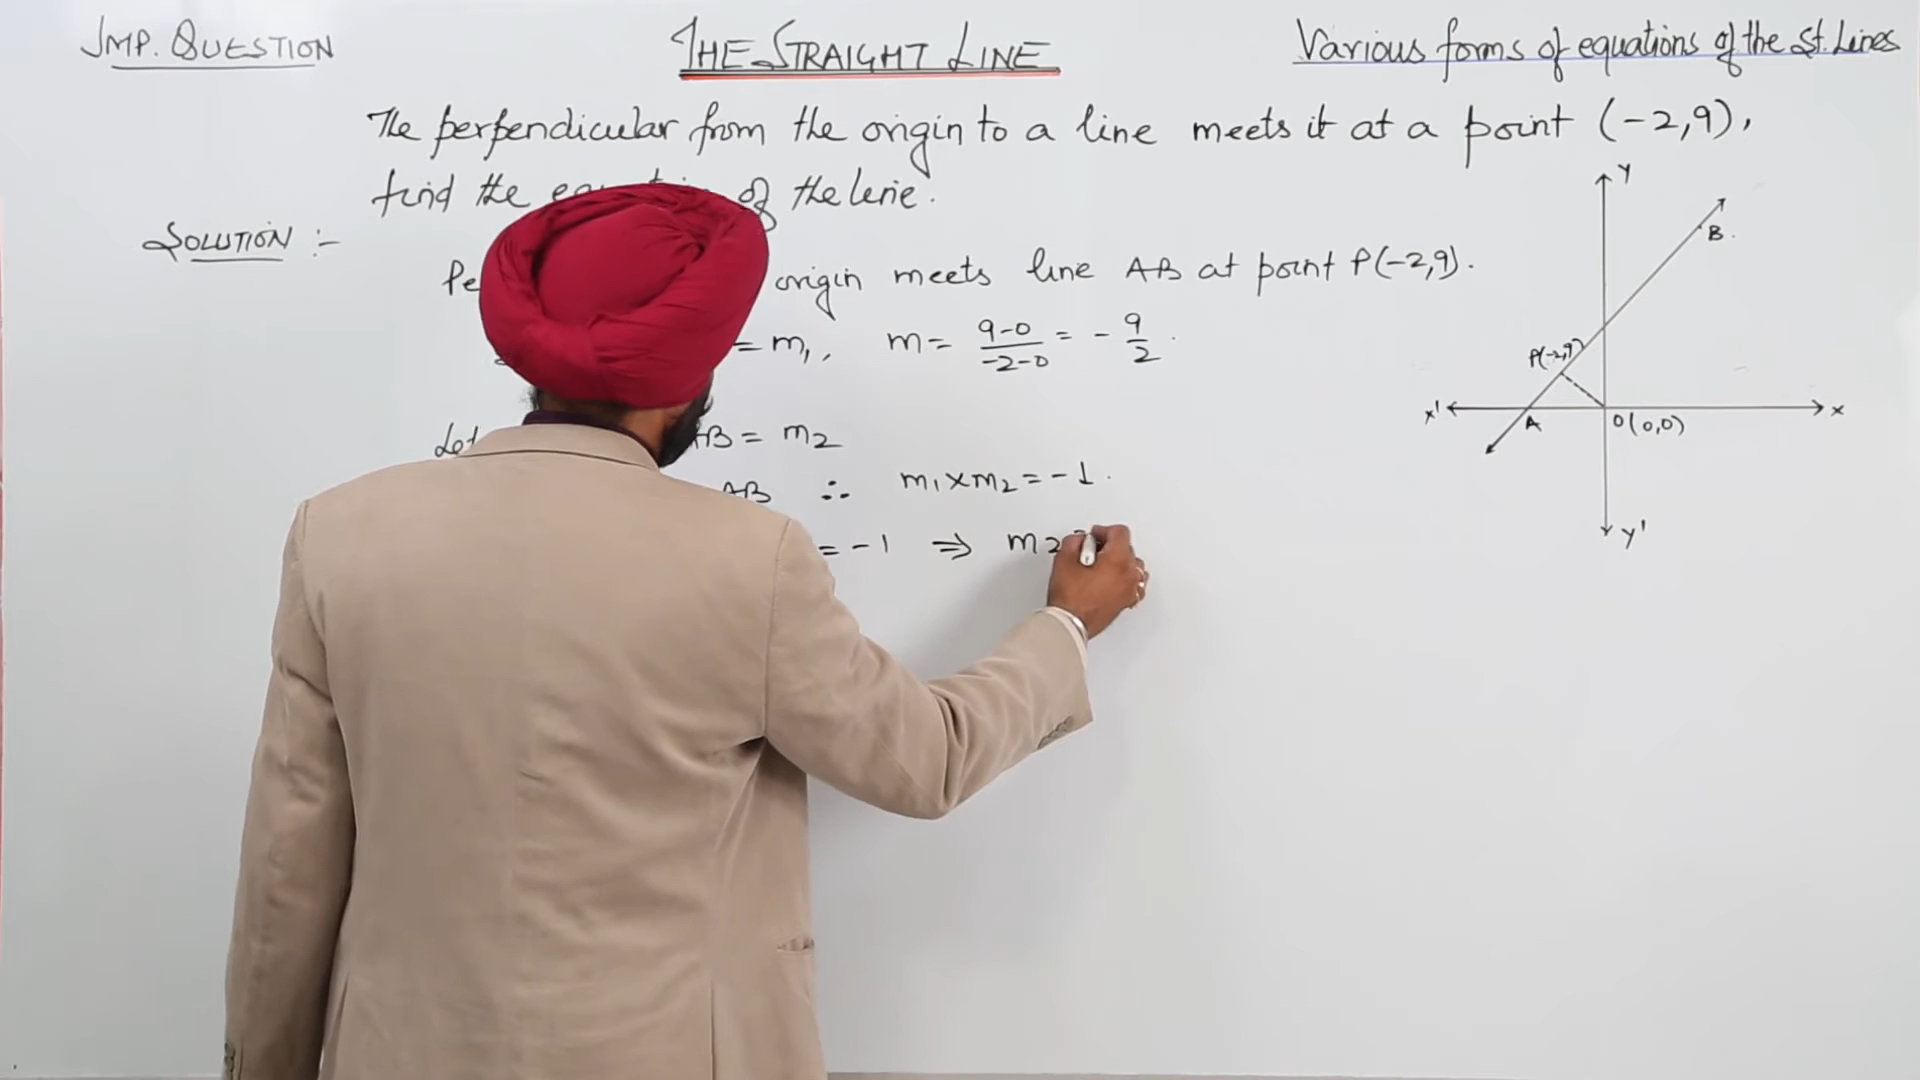 IMP. QUESTION
THE STRAIGHT LINE
Various forms of equations of the St. Lines
The perpendicular from the origin to a line meets it at a point (-2,9),
find the of the line.
SOLUTION :-
origin meets line AB at point P(-2,9).
= m₁, m = 9-0/-2-0 = -9/2.
Let AB = m₂
AB ∴ m₁ x m₂ = -1.
= -1 ⇒ m₂
Y
B.
P(-2,9)
X'
A
O(0,0)
X
Y'